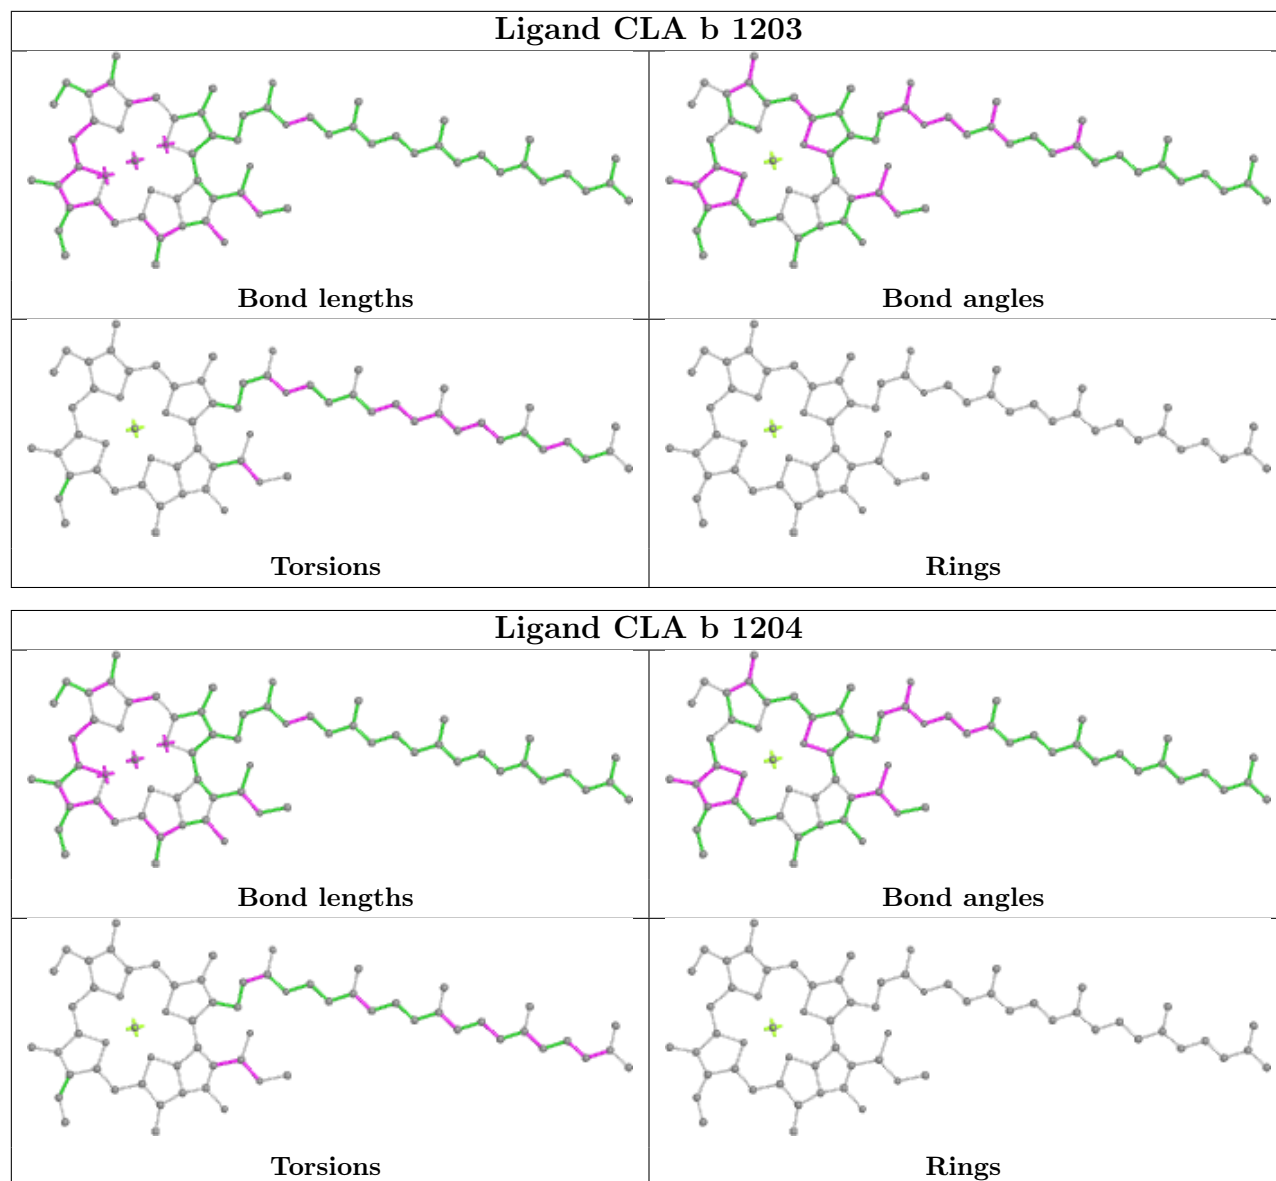 Ligand CLA b 1203
Bond lengths
Bond angles
Torsions
Rings
Ligand CLA b 1204
Bond lengths
Bond angles
Torsions
Rings